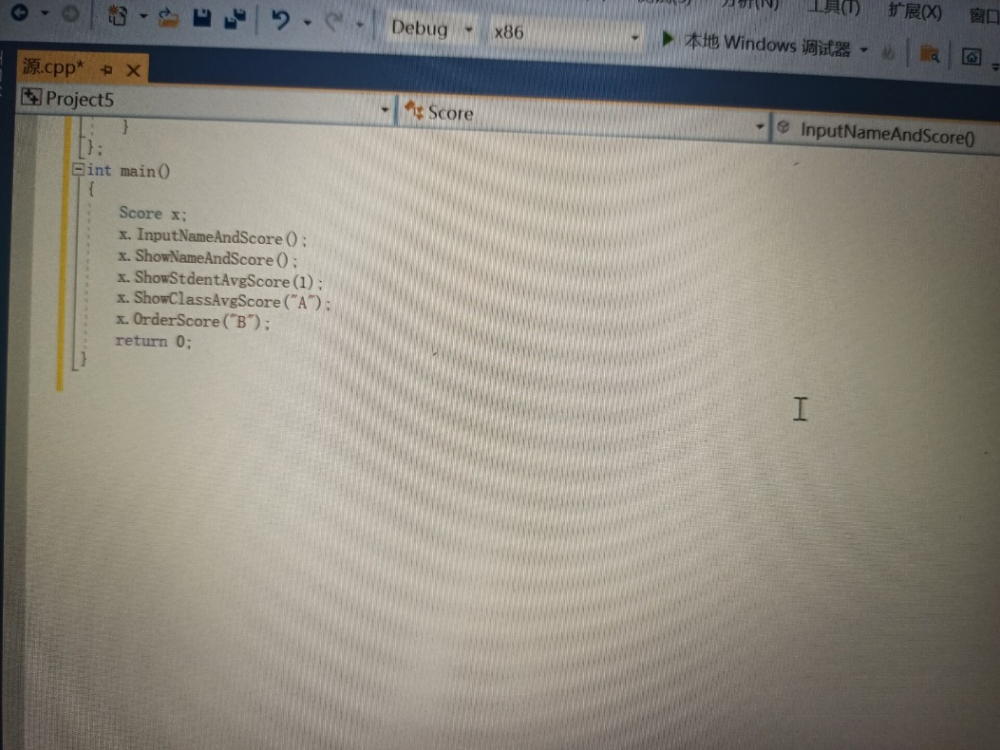 工具(T) 扩展(X) 窗口
Debug x86 本地 Windows 调试器
源.cpp*
Project5 Score InputNameAndScore()
}
};
int main()
{
Score x;
x.InputNameAndScore();
x.ShowNameAndScore();
x.ShowStdentAvgScore(1);
x.ShowClassAvgScore("A");
x.OrderScore("B");
return 0;
}